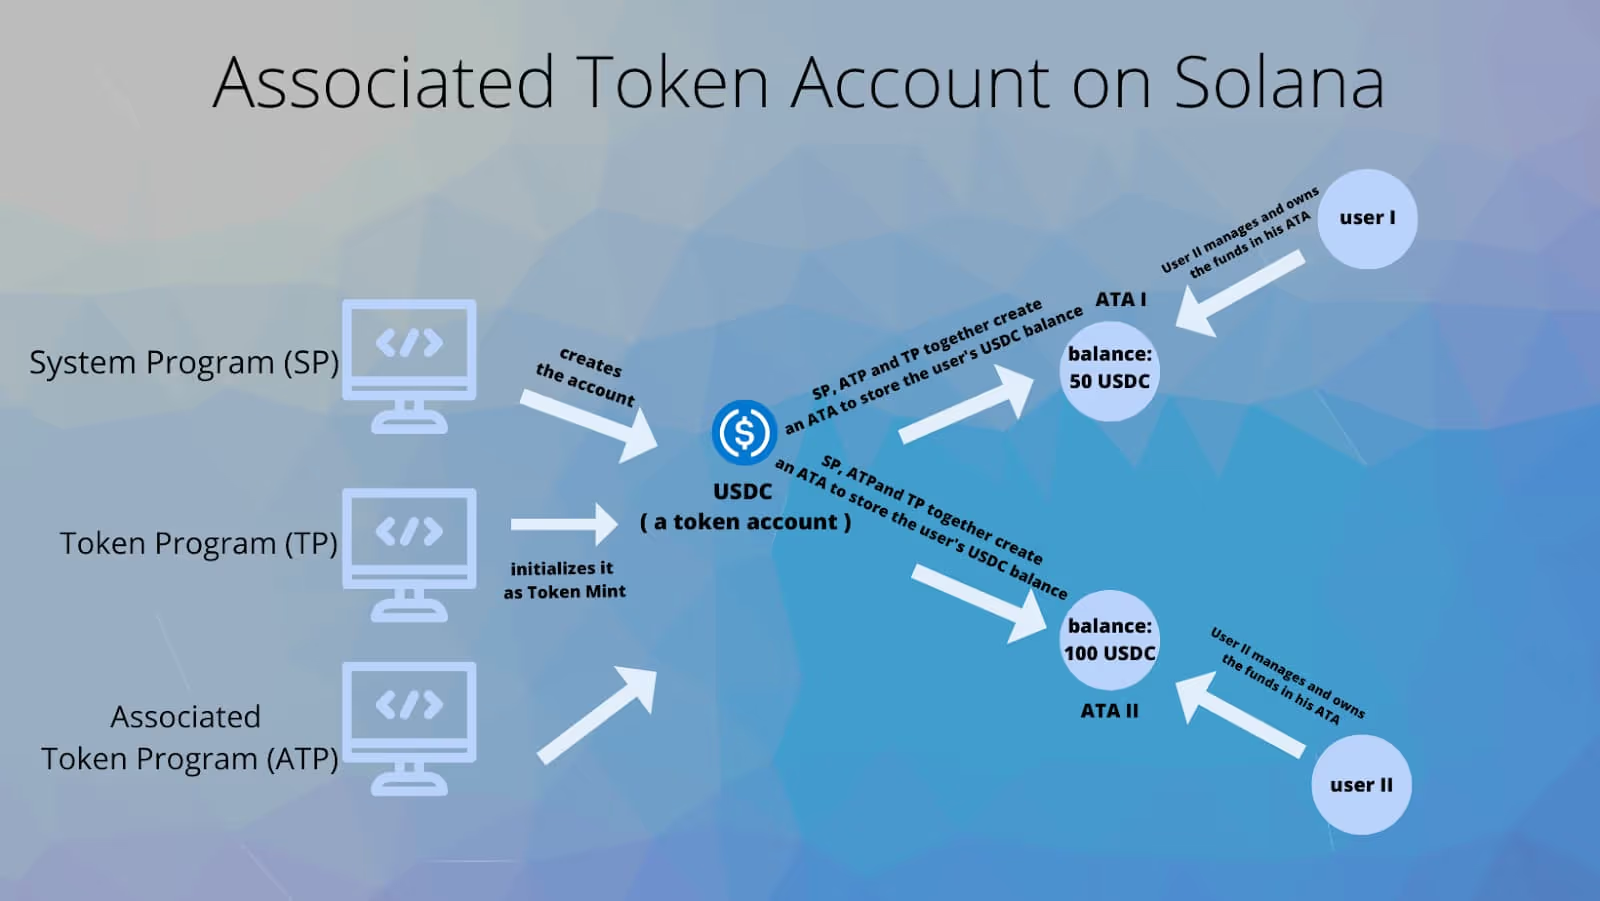 Associated Token Account on Solana
System Program (SP)
</>
creates
the account
Token Program (TP)
</>
initializes it
as Token Mint
Associated
Token Program (ATP)
</>
$
USDC
( a token account )
SP, ATP and TP together create
an ATA to store the user's USDC balance
SP, ATPand TP together create
an ATA to store the user's USDC balance
ATA I
balance:
50 USDC
User II manages and owns
the funds in his ATA
user I
balance:
100 USDC
ATA II
User II manages and owns
the funds in his ATA
user II